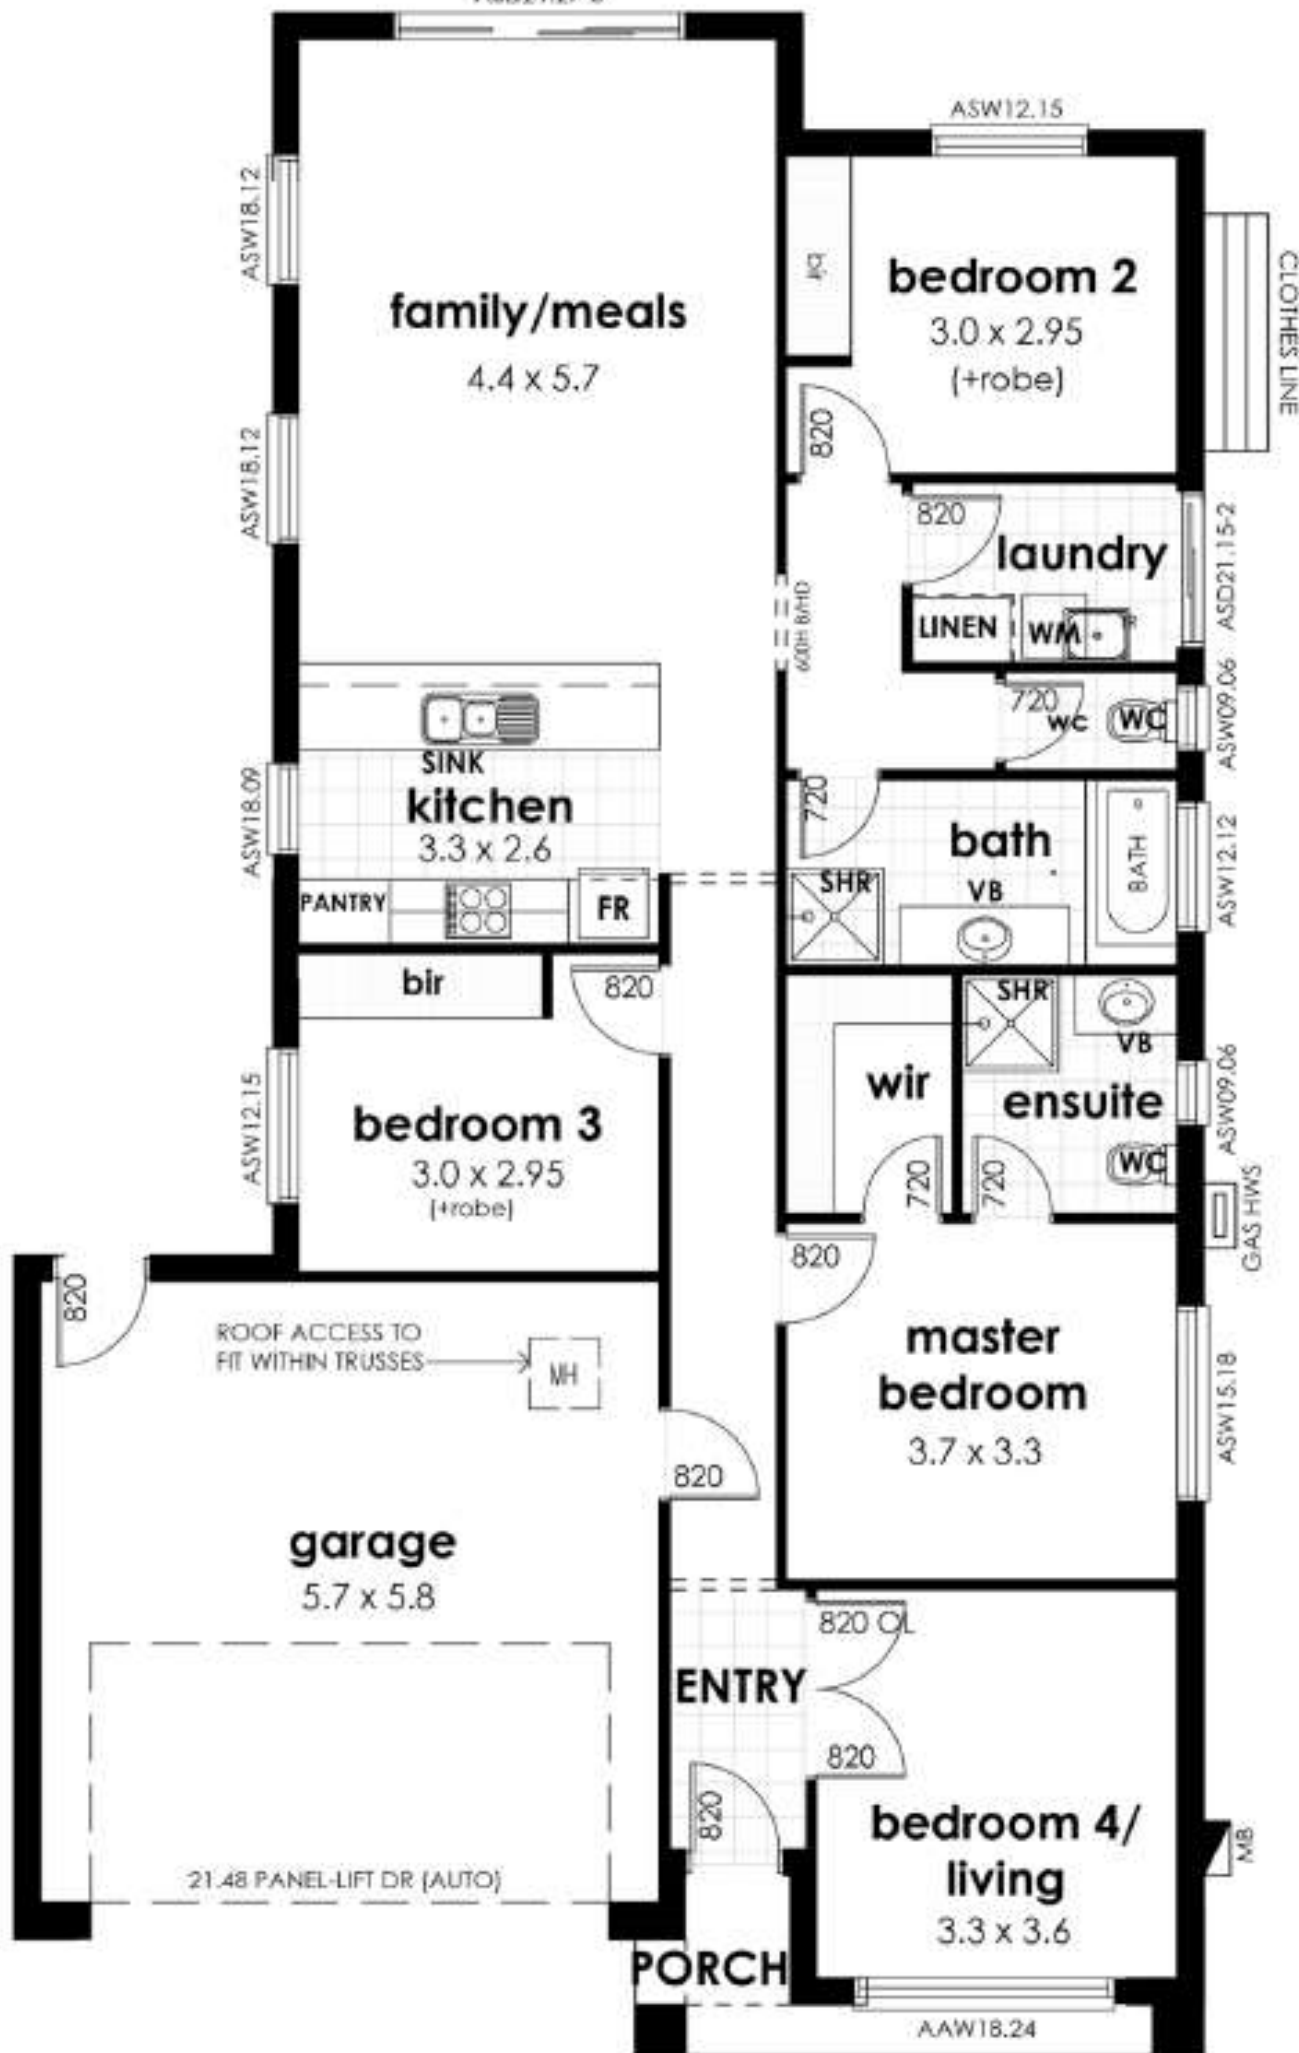 ASW12.15
ASW18.12
CLOTHES LINE
bir
bedroom 2
3.0 x 2.95
(+robe)
family/meals
4.4 x 5.7
820
ASW18.12
820
laundry
ASD21.15-2
LINEN
WM
TR
600H B/HD
720
wc
WC
ASW09.06
SINK
kitchen
3.3 x 2.6
ASW18.09
720
bath
BATH
ASW12.12
SHR
VB
PANTRY
FR
bir
820
SHR
VB
wir
ensuite
ASW09.06
WC
720
720
GAS HWS
bedroom 3
3.0 x 2.95
(+robe)
ASW12.15
820
820
ROOF ACCESS TO
FIT WITHIN TRUSSES
MH
master
bedroom
3.7 x 3.3
ASW15.18
820
garage
5.7 x 5.8
820 OL
ENTRY
820
820
bedroom 4/
living
3.3 x 3.6
MB
21.48 PANEL-LIFT DR (AUTO)
PORCH
AAW18.24